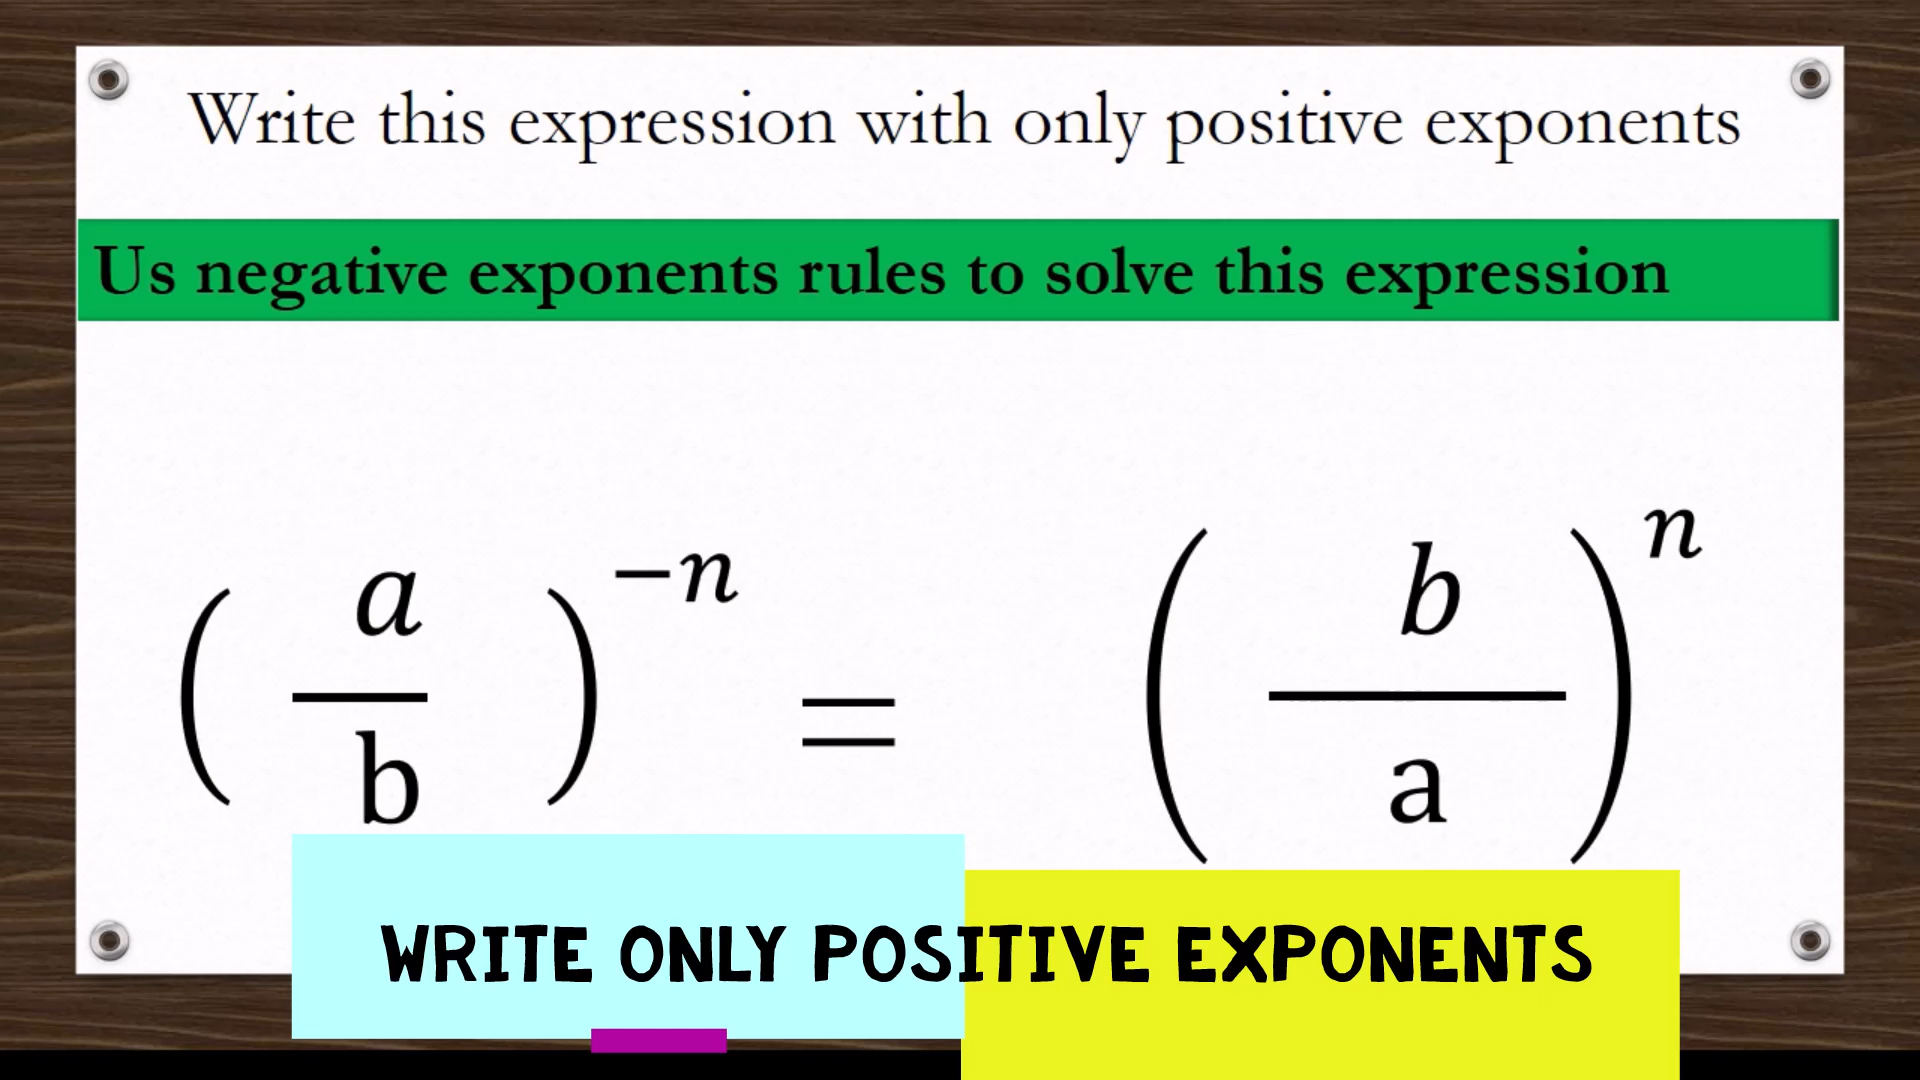 Write this expression with only positive exponents
Us negative exponents rules to solve this expression
(a/b)^−n = (b/a)^n
WRITE ONLY POSITIVE EXPONENTS